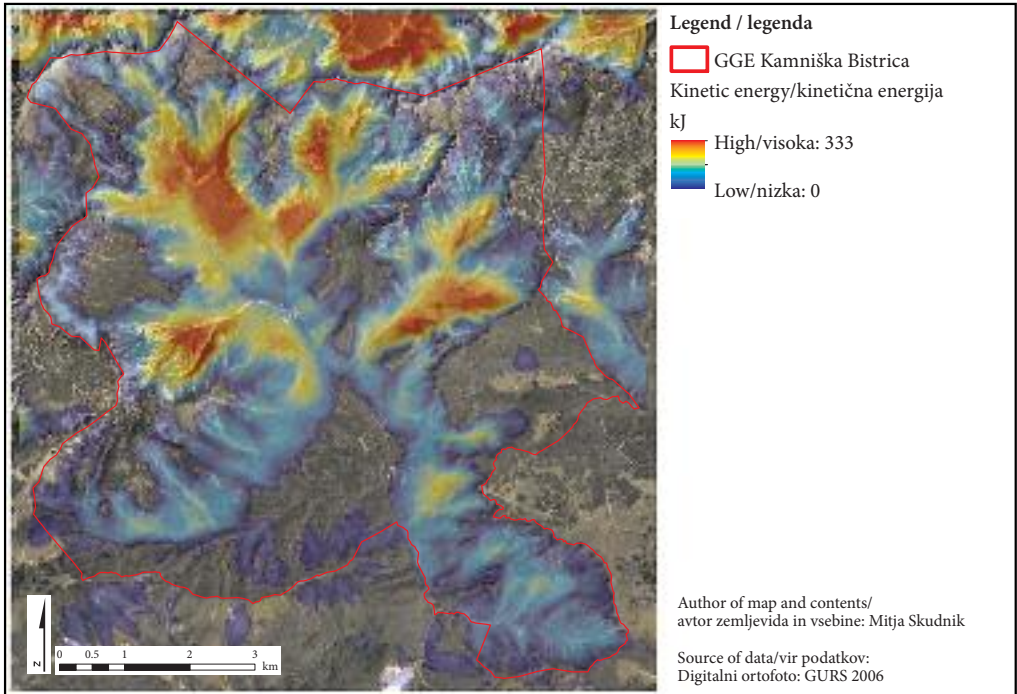 Legend / legenda
GGE Kamniška Bistrica
Kinetic energy/kinetična energija
kJ
High/visoka: 333
Low/nizka: 0
Author of map and contents/
avtor zemljevida in vsebine: Mitja Skudnik
Source of data/vir podatkov:
Digitalni ortofoto: GURS 2006
N
0 0.5 1 2 3
km